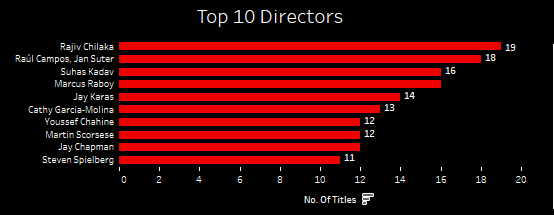 Top 10 Directors
Rajiv Chilaka 19
Raúl Campos, Jan Suter 18
Suhas Kadav 16
Marcus Raboy
Jay Karas 14
Cathy Garcia-Molina 13
Youssef Chahine 12
Martin Scorsese 12
Jay Chapman
Steven Spielberg 11
0 2 4 6 8 10 12 14 16 18 20
No. Of Titles